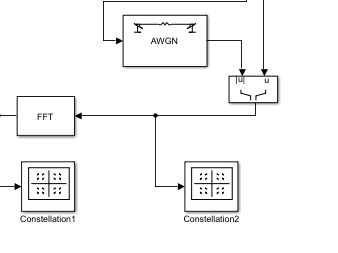 AWGN
|u| u
FFT
Constellation1
Constellation2